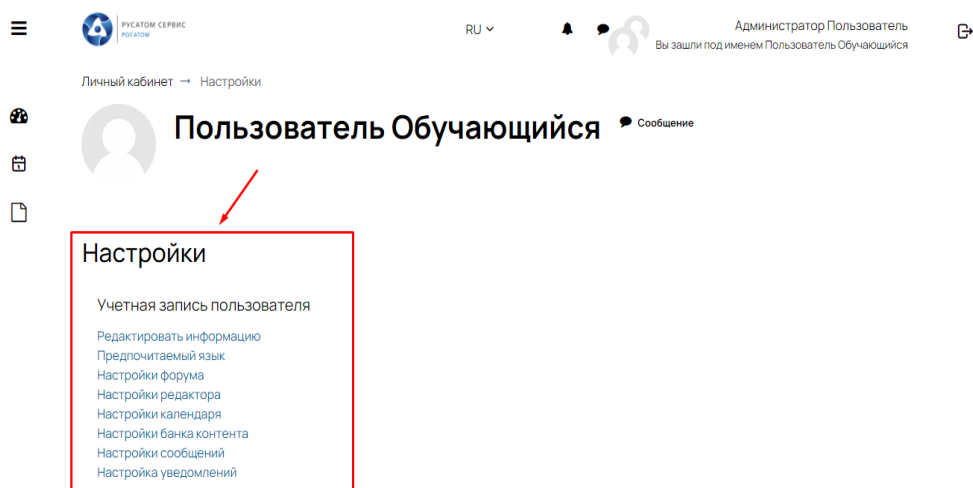 РУСАТОМ СЕРВИС
РОСАТОМ
RU
Администратор Пользователь
Вы зашли под именем Пользователь Обучающийся
Личный кабинет → Настройки
Пользователь Обучающийся
Сообщение
Настройки
Учетная запись пользователя
Редактировать информацию
Предпочитаемый язык
Настройки форума
Настройки редактора
Настройки календаря
Настройки банка контента
Настройки сообщений
Настройка уведомлений